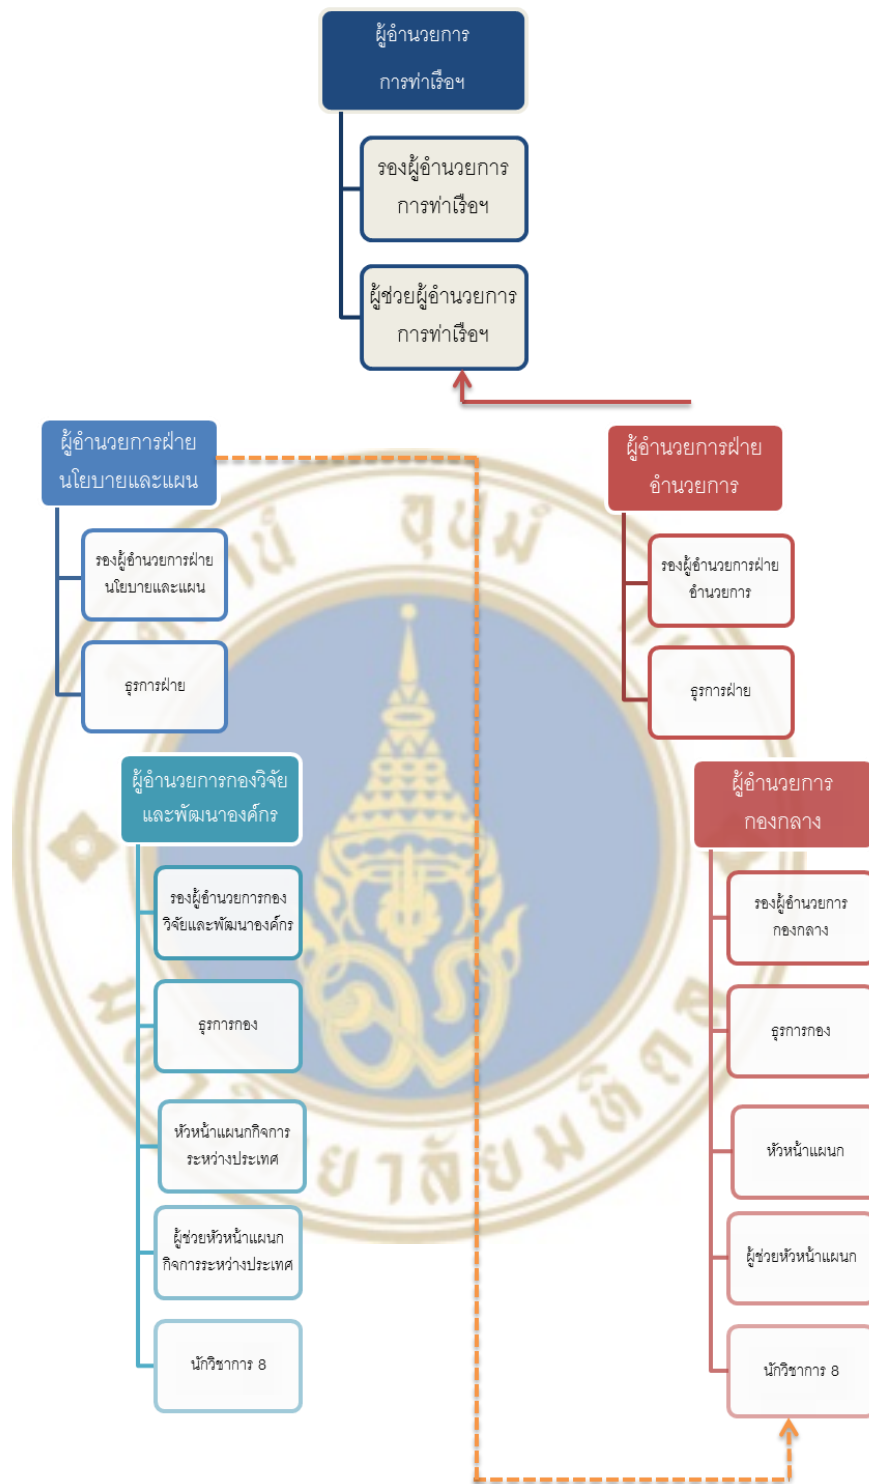 ผู้อำนวยการ
การท่าเรือฯ
รองผู้อำนวยการ
การท่าเรือฯ
ผู้ช่วยผู้อำนวยการ
การท่าเรือฯ
ผู้อำนวยการฝ่าย
นโยบายและแผน
รองผู้อำนวยการฝ่าย
นโยบายและแผน
ธุรการฝ่าย
ผู้อำนวยการกองวิจัย
และพัฒนาองค์กร
รองผู้อำนวยการกอง
วิจัยและพัฒนาองค์กร
ธุรการกอง
หัวหน้าแผนกกิจการ
ระหว่างประเทศ
ผู้ช่วยหัวหน้าแผนก
กิจการระหว่างประเทศ
นักวิชาการ 8
ผู้อำนวยการฝ่าย
อำนวยการ
รองผู้อำนวยการฝ่าย
อำนวยการ
ธุรการฝ่าย
ผู้อำนวยการ
กองกลาง
รองผู้อำนวยการ
กองกลาง
ธุรการกอง
หัวหน้าแผนก
ผู้ช่วยหัวหน้าแผนก
นักวิชาการ 8